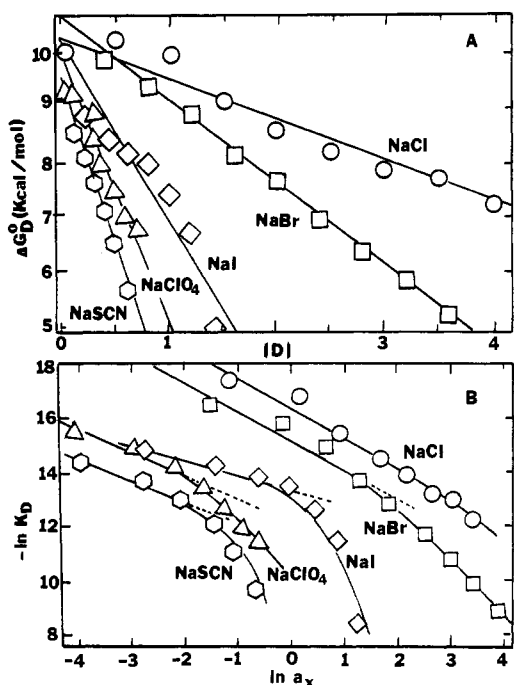 A
10
9
8
7
6
5
ΔG°D (Kcal/mol)
NaCl
NaBr
NaI
NaClO4
NaSCN
0
1
2
3
4
|D|
B
18
16
14
12
10
8
-ln KD
NaCl
NaBr
NaI
NaClO4
NaSCN
-4
-3
-2
-1
0
1
2
3
4
ln ax